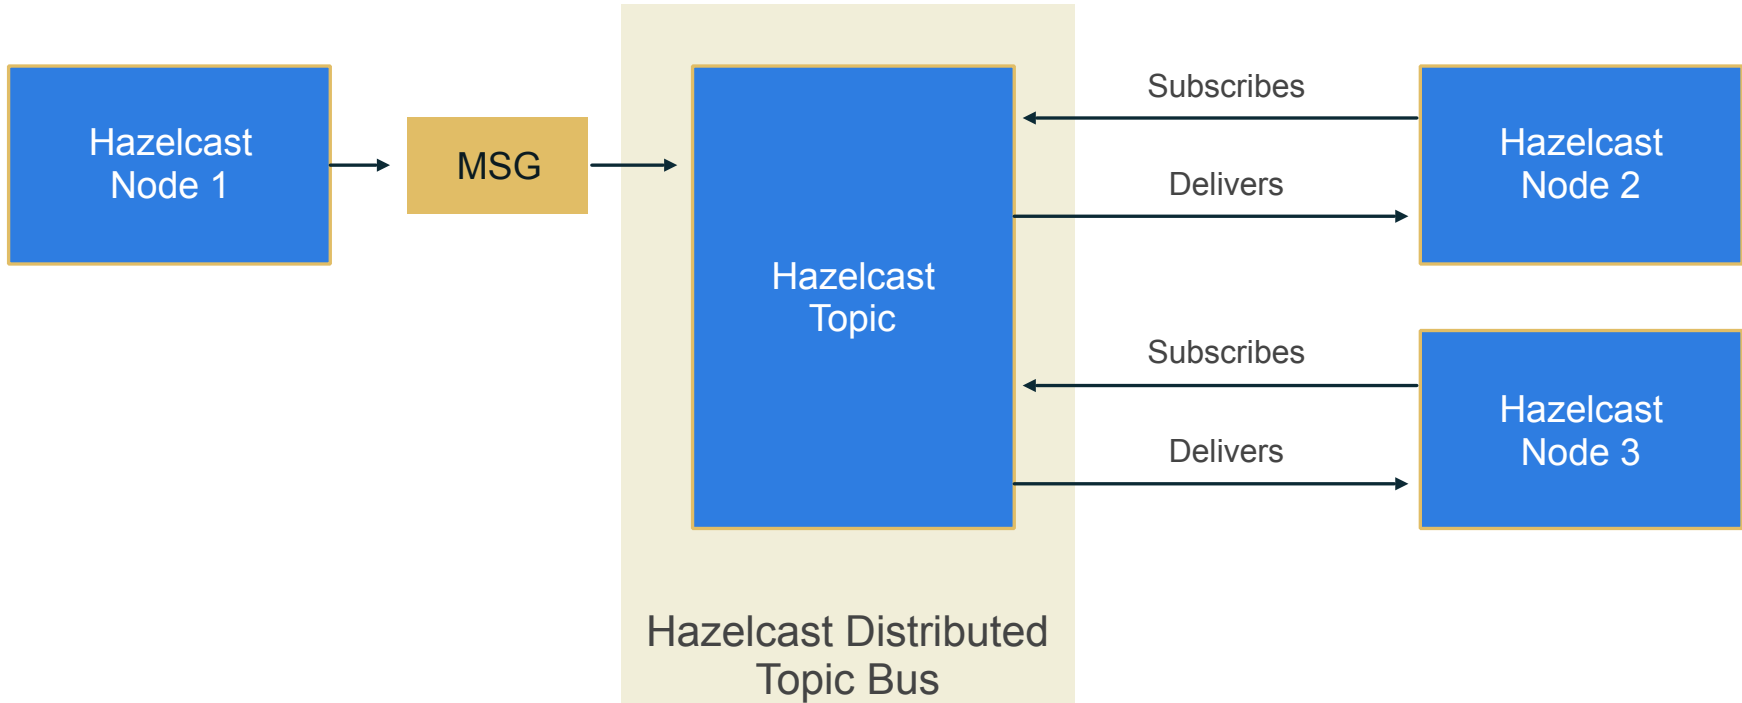 Hazelcast
Node 1
MSG
Hazelcast
Topic
Subscribes
Delivers
Hazelcast
Node 2
Subscribes
Delivers
Hazelcast
Node 3
Hazelcast Distributed
Topic Bus